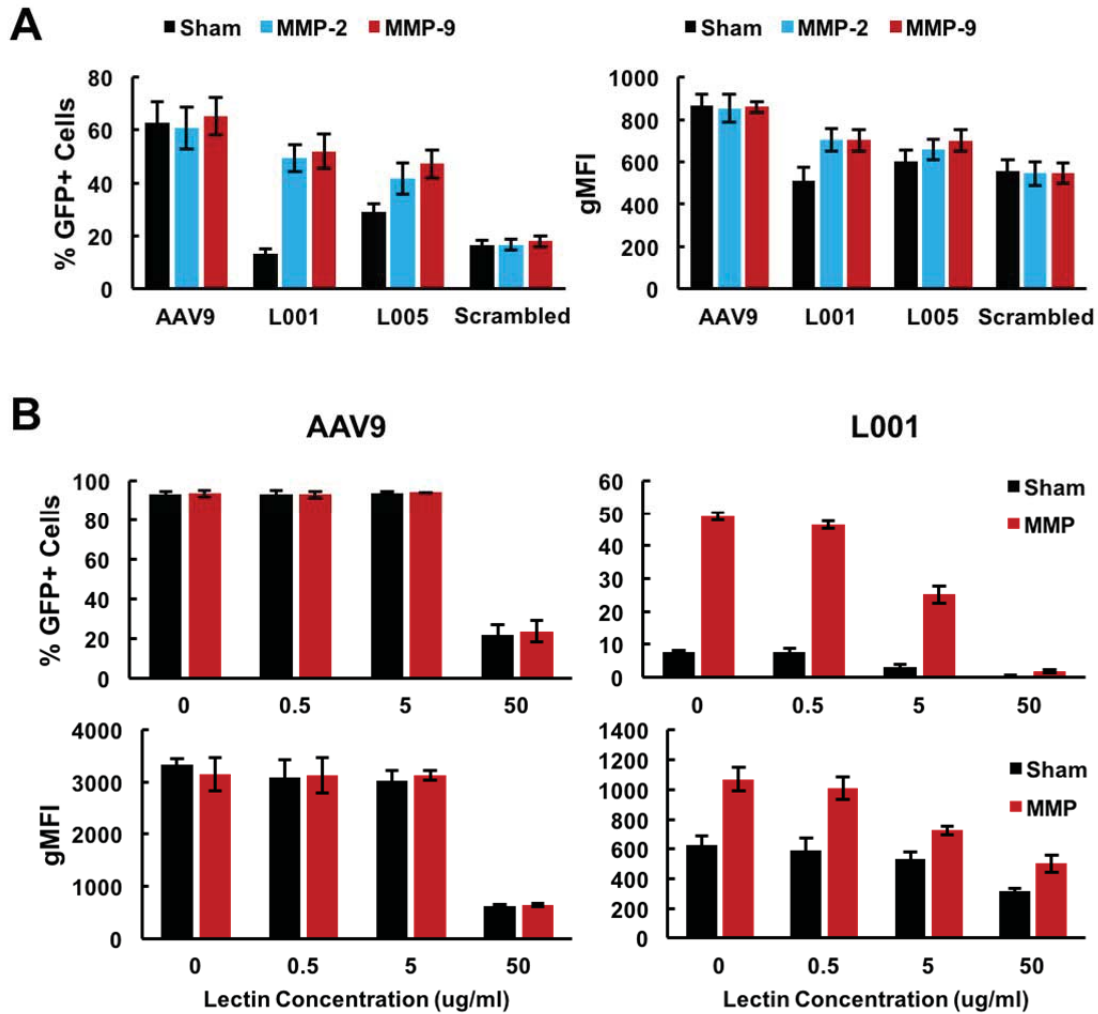 A
Sham MMP-2 MMP-9
Sham MMP-2 MMP-9
% GFP+ Cells
80
60
40
20
0
AAV9 L001 L005 Scrambled
gMFI
1000
800
600
400
200
0
AAV9 L001 L005 Scrambled
B
AAV9
L001
% GFP+ Cells
100
80
60
40
20
0
0 0.5 5 50
60
50
40
30
20
10
0
0 0.5 5 50
Sham
MMP
gMFI
4000
3000
2000
1000
0
0 0.5 5 50
Lectin Concentration (ug/ml)
1400
1200
1000
800
600
400
200
0
0 0.5 5 50
Sham
MMP
Lectin Concentration (ug/ml)